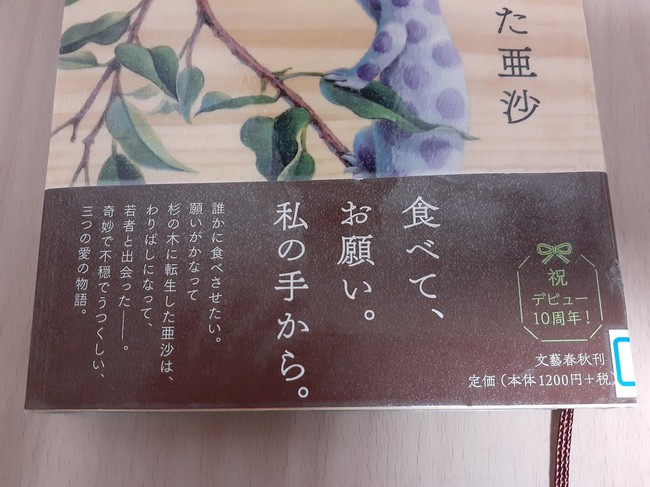 た亜沙
食べて、
お願い。
私の手から。
誰かに食べさせたい。
願いがかなって
杉の木に転生した亜沙は、
わりばしになって、
若者と出会った──。
奇妙で不穏でうつくしい、
三つの愛の物語。
祝
デビュー
10周年!
文藝春秋刊
定価(本体1200円+税